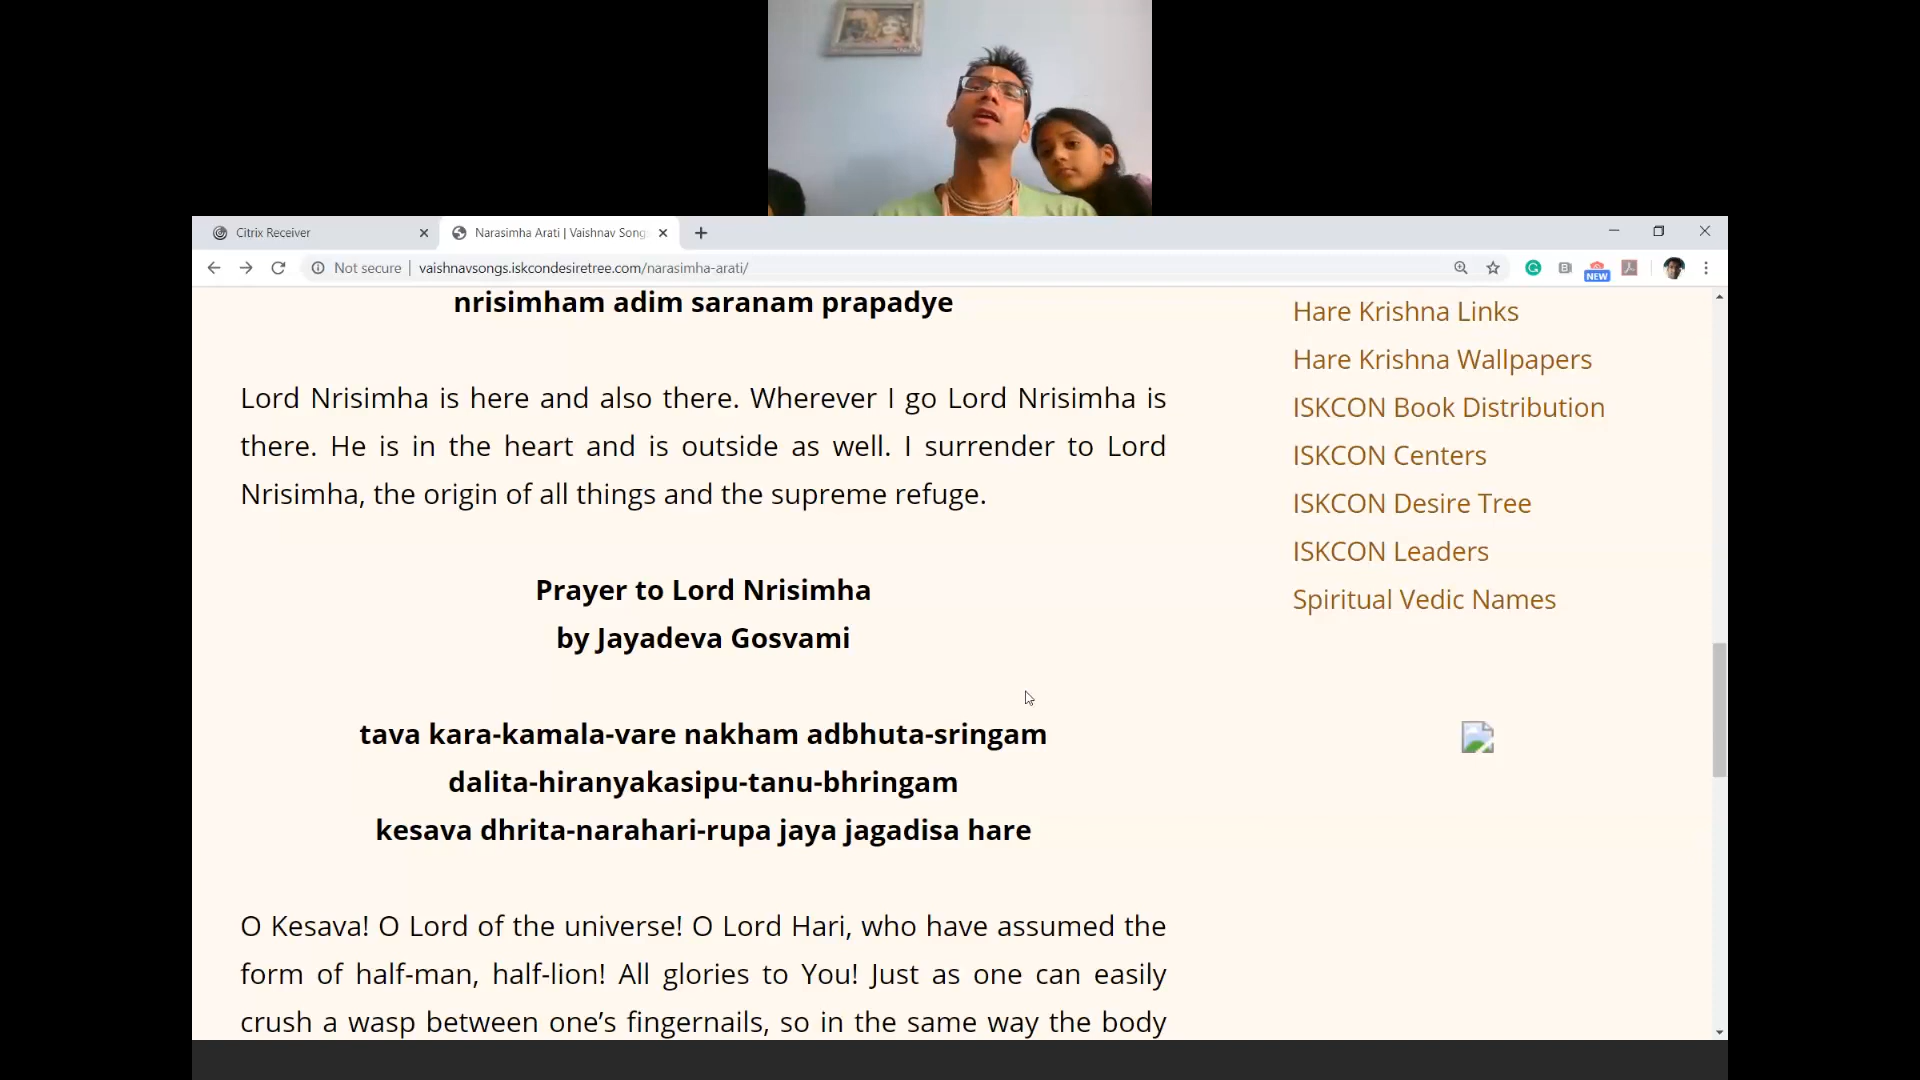 Citrix Receiver
Narasimha Arati | Vaishnav Song
Not secure
vaishnavsongs.iskcondesiretree.com/narasimha-arati/
NEW
nrisimham adim saranam prapadye
Lord Nrisimha is here and also there. Wherever I go Lord Nrisimha is
there. He is in the heart and is outside as well. I surrender to Lord
Nrisimha, the origin of all things and the supreme refuge.
Prayer to Lord Nrisimha
by Jayadeva Gosvami
tava kara-kamala-vare nakham adbhuta-sringam
dalita-hiranyakasipu-tanu-bhringam
kesava dhrita-narahari-rupa jaya jagadisa hare
O Kesava! O Lord of the universe! O Lord Hari, who have assumed the
form of half-man, half-lion! All glories to You! Just as one can easily
crush a wasp between one’s fingernails, so in the same way the body
Hare Krishna Links
Hare Krishna Wallpapers
ISKCON Book Distribution
ISKCON Centers
ISKCON Desire Tree
ISKCON Leaders
Spiritual Vedic Names